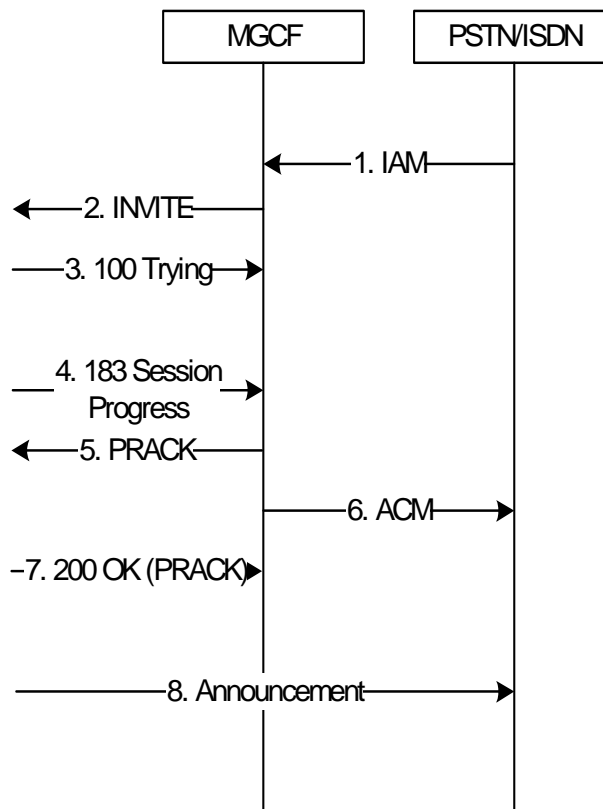 MGCF
PSTN/ISDN
1. IAM
2. INVITE
3. 100 Trying
4. 183 Session
Progress
5. PRACK
6. ACM
7. 200 OK (PRACK)
8. Announcement